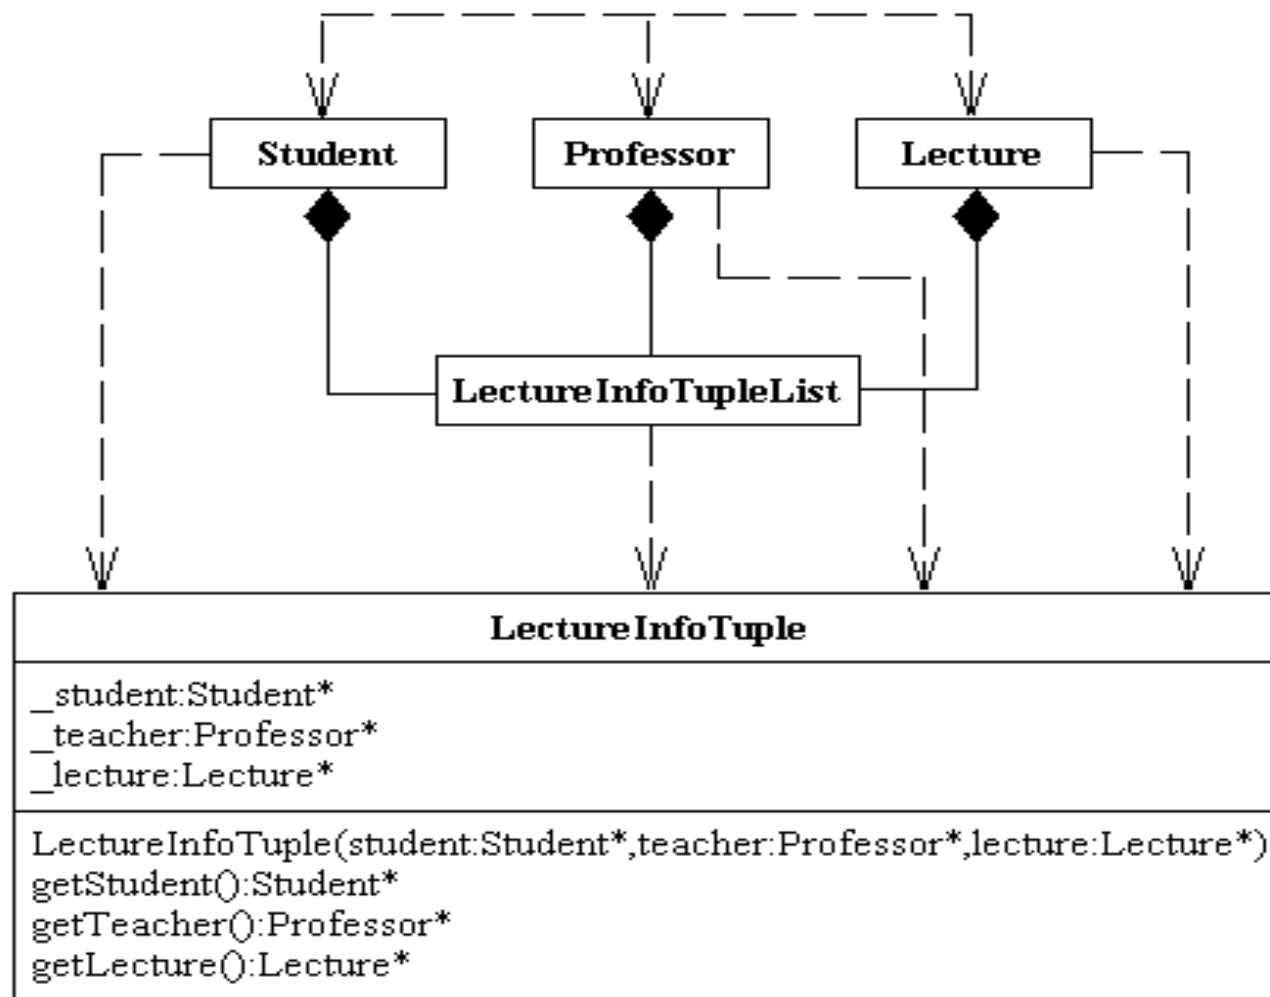 Student
Professor
Lecture
LectureInfoTupleList
LectureInfoTuple
_student:Student*
_teacher:Professor*
_lecture:Lecture*
LectureInfoTuple(student:Student*,teacher:Professor*,lecture:Lecture*)
getStudent():Student*
getTeacher():Professor*
getLecture():Lecture*